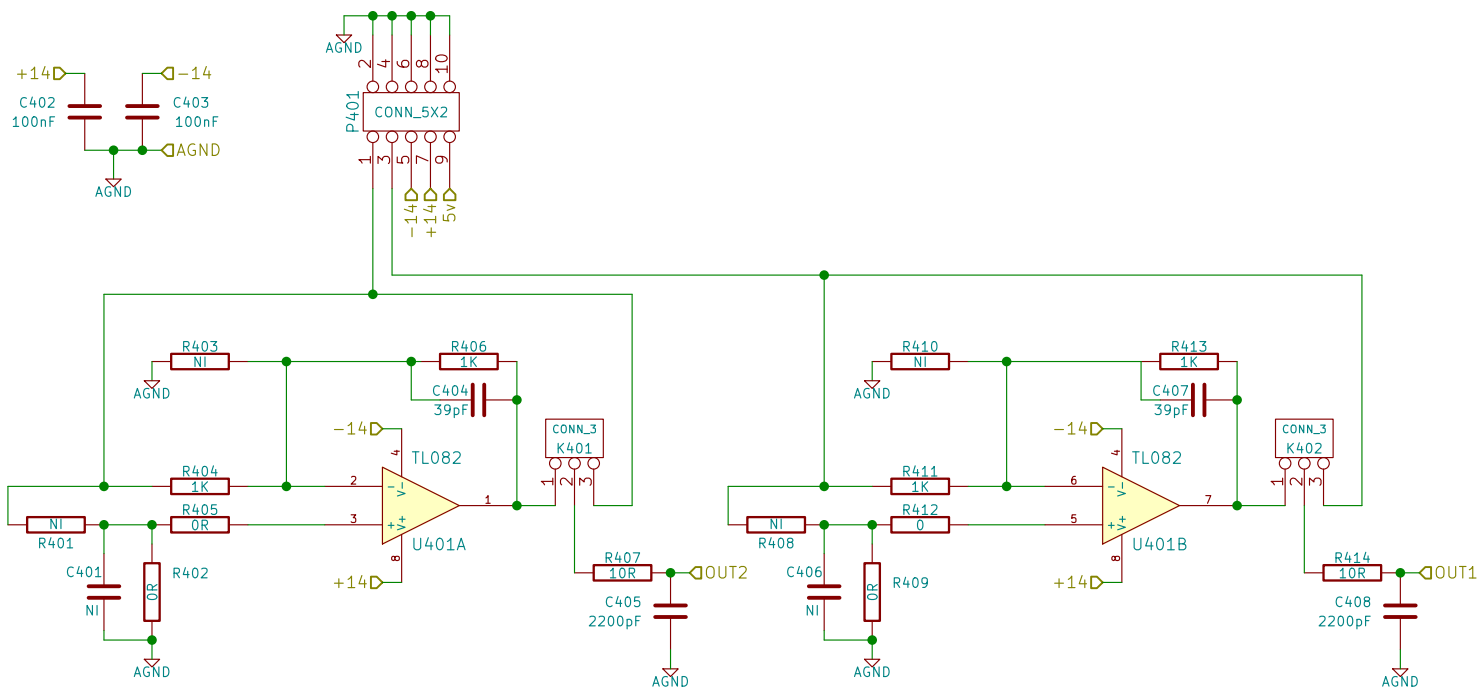 AGND
+14
-14
C402
100nF
C403
100nF
AGND
AGND
2
4
6
8
10
P401
CONN_5X2
1
3
5
7
9
-14
+14
5v
R403
NI
AGND
R406
1K
C404
39pF
-14
4
TL082
R404
1K
2
-
V-
1
R405
0R
3
+
V+
U401A
8
+14
NI
R401
C401
NI
R402
0R
AGND
CONN_3
K401
1
2
3
R407
10R
OUT2
C405
2200pF
AGND
R410
NI
AGND
R413
1K
C407
39pF
-14
4
TL082
R411
1K
6
-
V-
7
R412
0
5
+
V+
U401B
8
+14
NI
R408
C406
NI
R409
0R
AGND
CONN_3
K402
1
2
3
R414
10R
OUT1
C408
2200pF
AGND